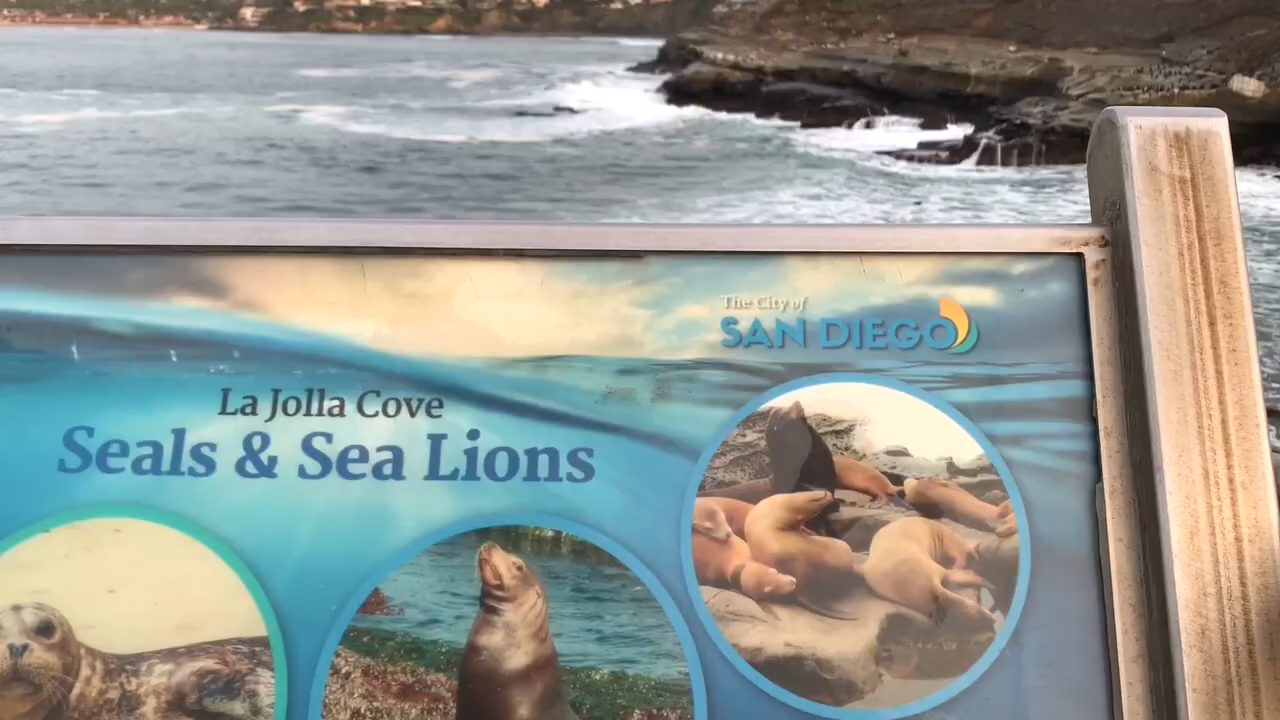 The City of
SAN DIEGO
La Jolla Cove
Seals & Sea Lions